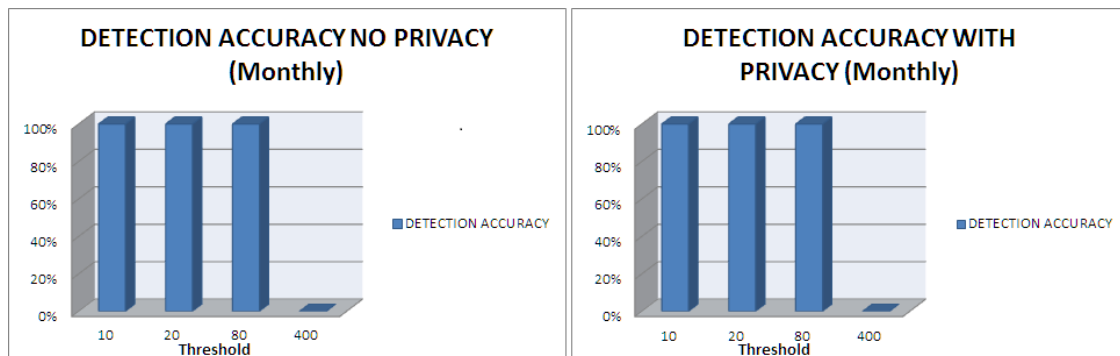 DETECTION ACCURACY NO PRIVACY
(Monthly)
100%
80%
60%
40%
20%
0%
10 20 80 400
Threshold
DETECTION ACCURACY
DETECTION ACCURACY WITH
PRIVACY (Monthly)
100%
80%
60%
40%
20%
0%
10 20 80 400
Threshold
DETECTION ACCURACY